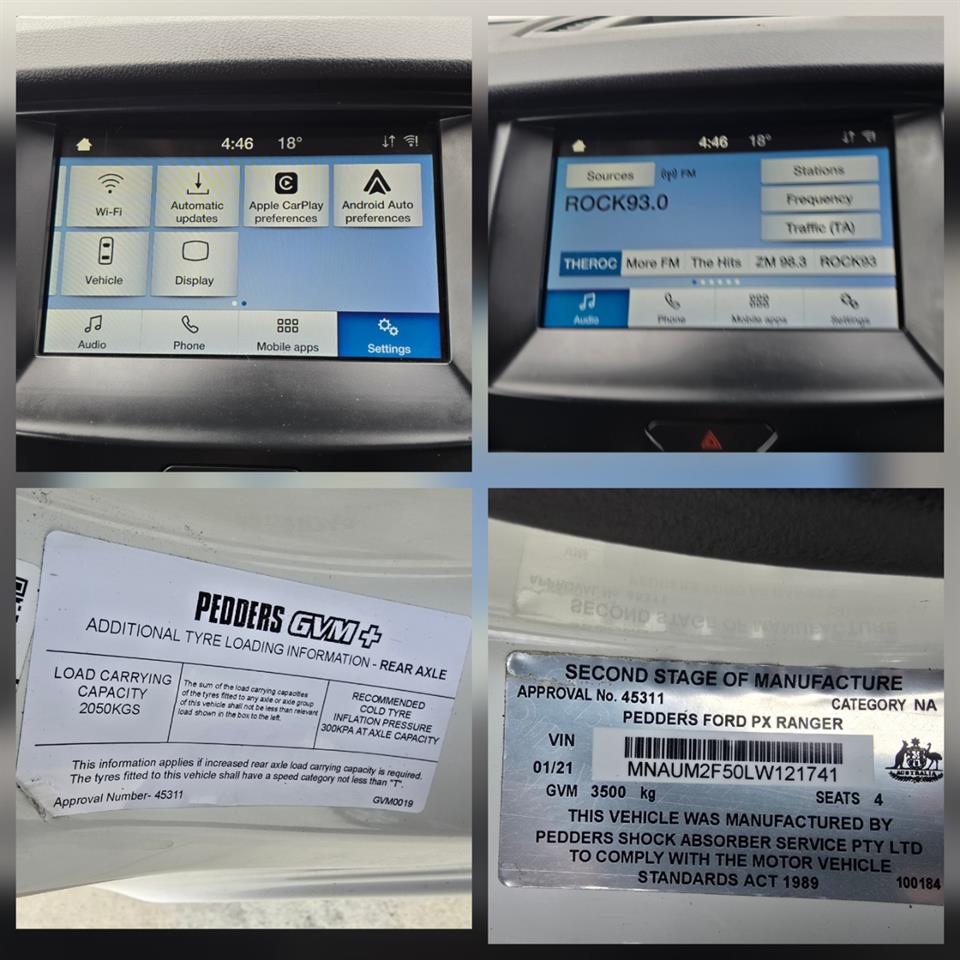 4:46 18°
Wi-Fi
Automatic updates
Apple CarPlay preferences
Android Auto preferences
Vehicle
Display
Audio
Phone
Mobile apps
Settings
4:46 18°
Sources
FM
ROCK93.0
Stations
Frequency
Traffic (TA)
THEROC
More FM
The Hits
ZM 98.3
ROCK93
Audio
Phone
Mobile apps
Settings
PEDDERS GVM+
ADDITIONAL TYRE LOADING INFORMATION - REAR AXLE
LOAD CARRYING
CAPACITY
2050KGS
The sum of the load carrying capacities
of the tyres fitted to any axle or axle group
of this vehicle shall not be less than relevant
load shown in the box to the left.
RECOMMENDED
COLD TYRE
INFLATION PRESSURE
300KPA AT AXLE CAPACITY
This information applies if increased rear axle load carrying capacity is required.
The tyres fitted to this vehicle shall have a speed category not less than "T".
Approval Number- 45311
GVM0019
SECOND STAGE OF MANUFACTURE
APPROVAL No. 45311
CATEGORY NA
PEDDERS FORD PX RANGER
VIN
01/21
MNAUM2F50LW121741
AUSTRALIA
GVM 3500 kg
SEATS 4
THIS VEHICLE WAS MANUFACTURED BY
PEDDERS SHOCK ABSORBER SERVICE PTY LTD
TO COMPLY WITH THE MOTOR VEHICLE
STANDARDS ACT 1989
100184